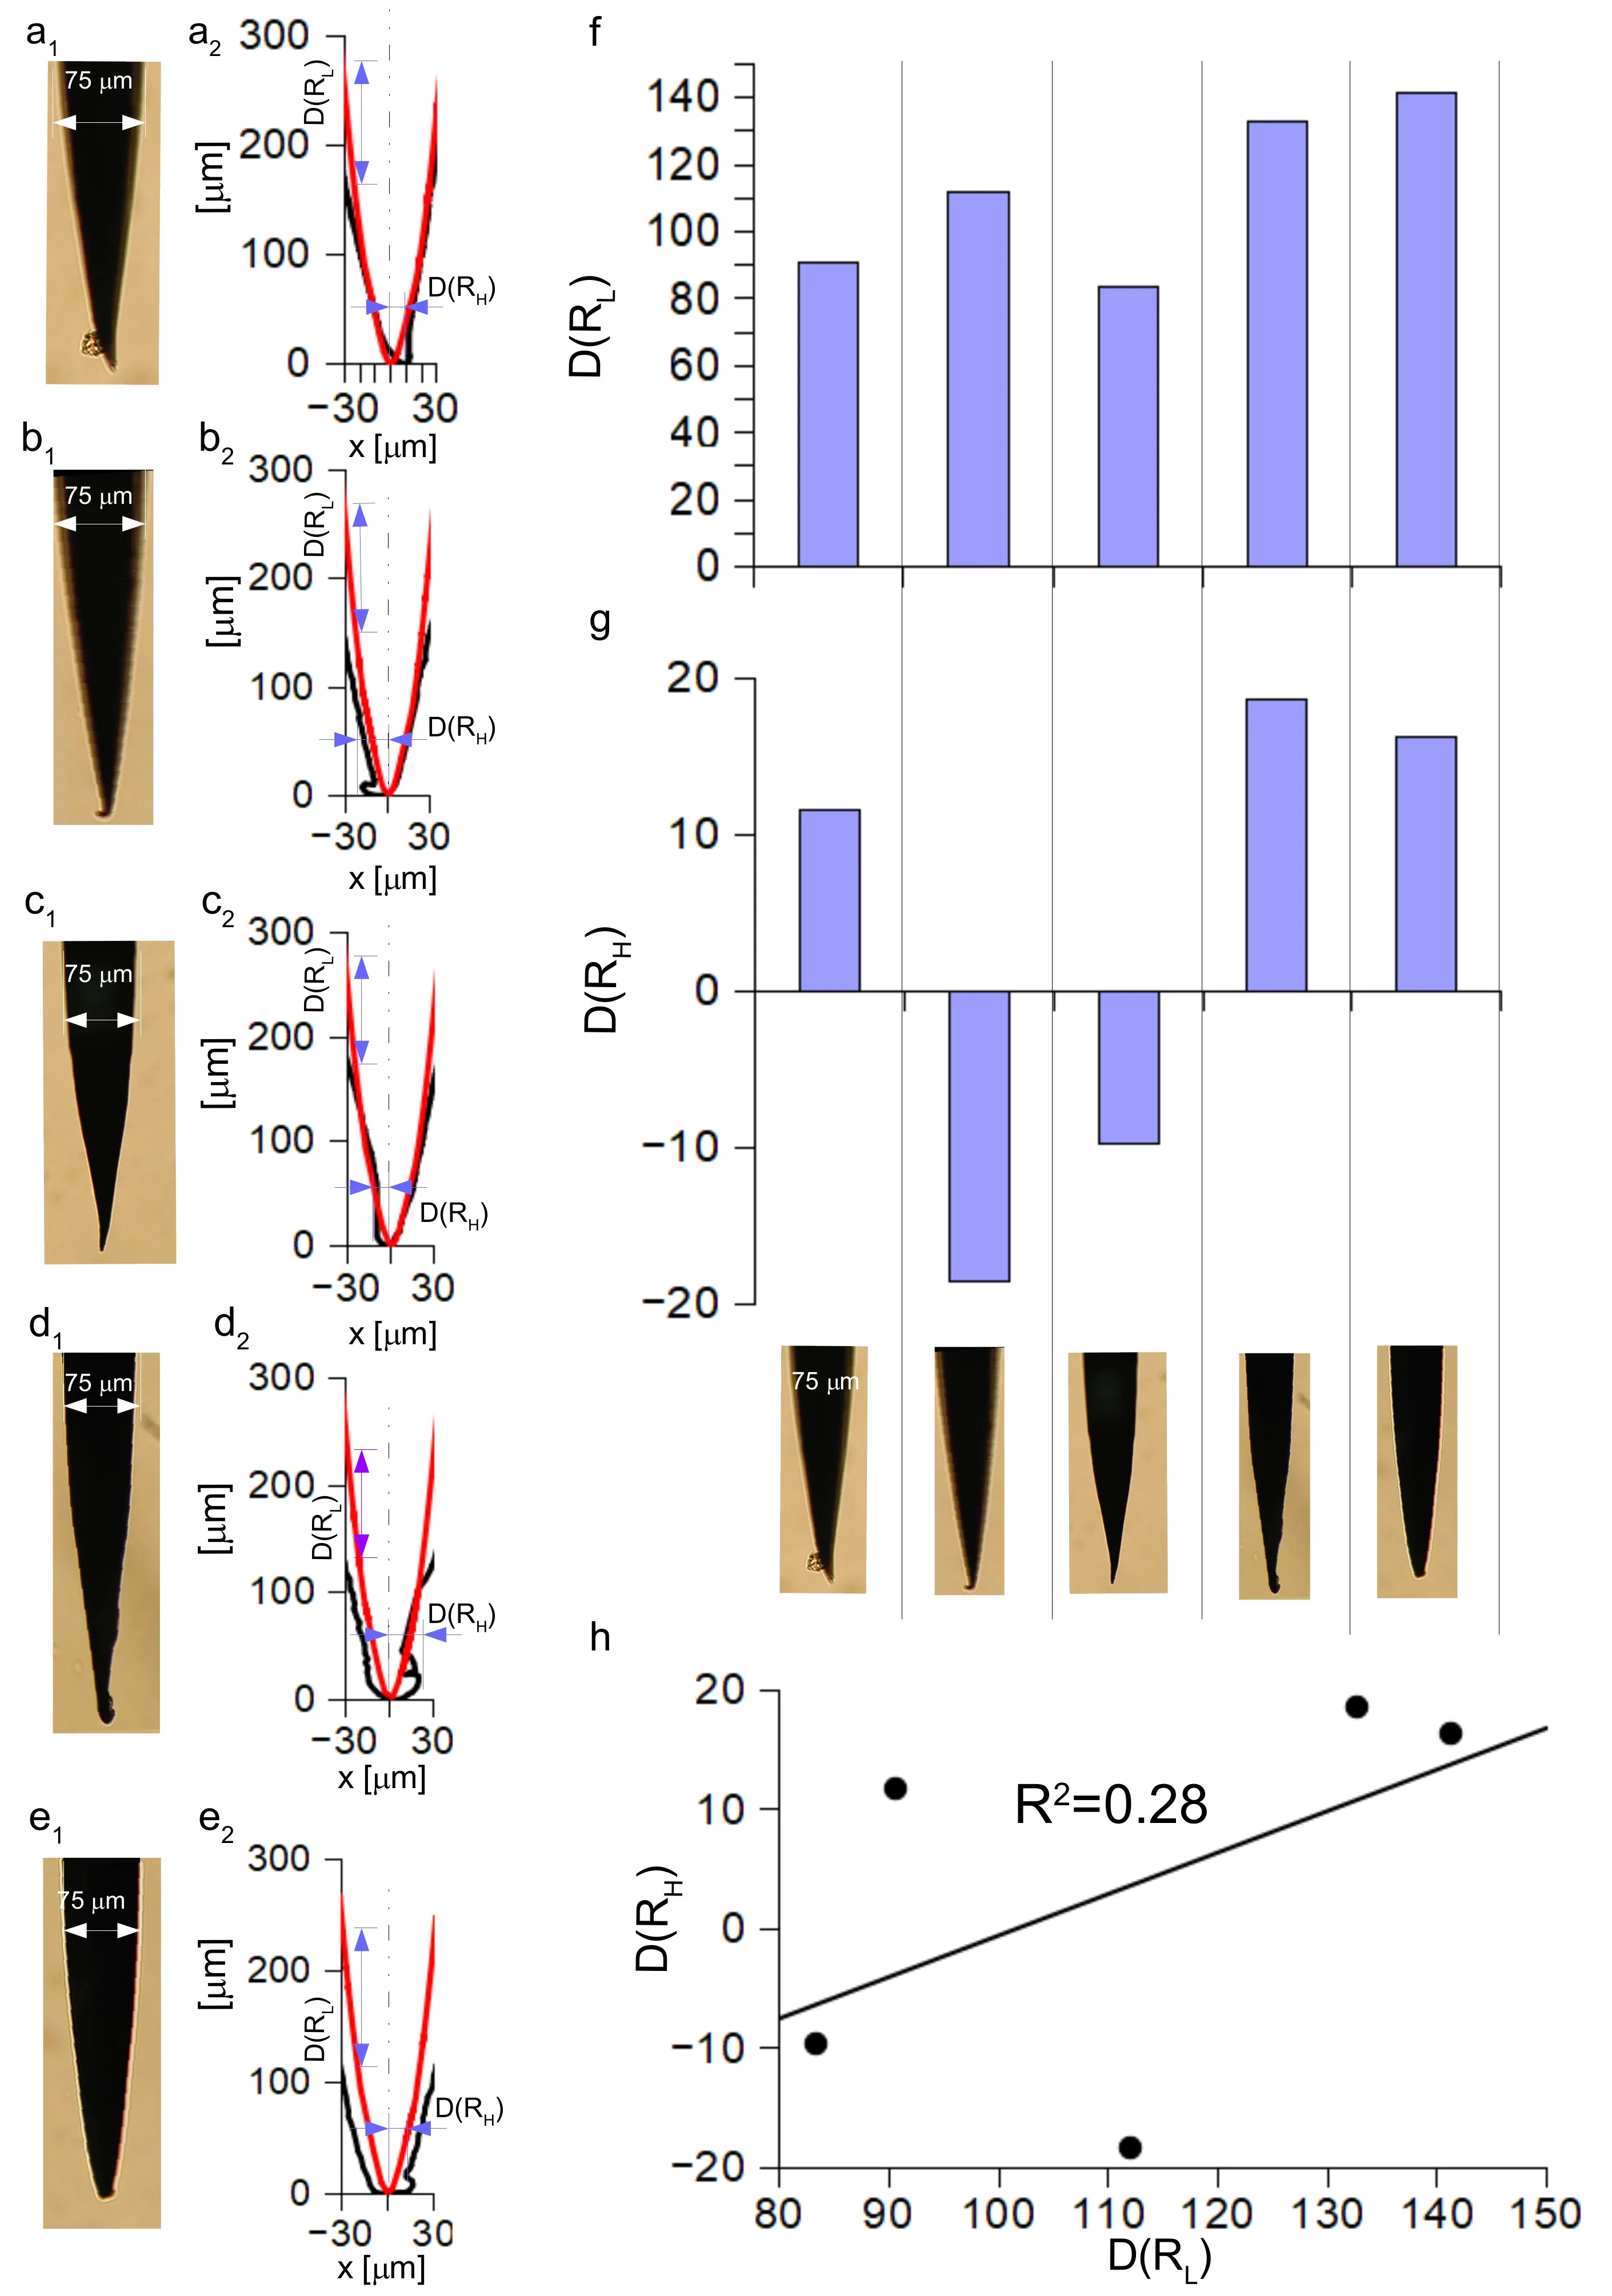 a1
75 μm
a2
300
200
100
0
[μm]
D(RL)
D(RH)
−30 30
x [μm]
b1
75 μm
b2
300
200
100
0
[μm]
D(RL)
D(RH)
−30 30
x [μm]
c1
75 μm
c2
300
200
100
0
[μm]
D(RL)
D(RH)
−30 30
x [μm]
d1
75 μm
d2
300
200
100
0
[μm]
D(RL)
D(RH)
−30 30
x [μm]
e1
75 μm
e2
300
200
100
0
[μm]
D(RL)
D(RH)
−30 30
x [μm]
f
140
120
100
80
60
40
20
0
D(RL)
g
20
10
0
−10
−20
D(RH)
75 μm
h
20
10
0
−10
−20
D(RH)
R²=0.28
80 90 100 110 120 130 140 150
D(RL)